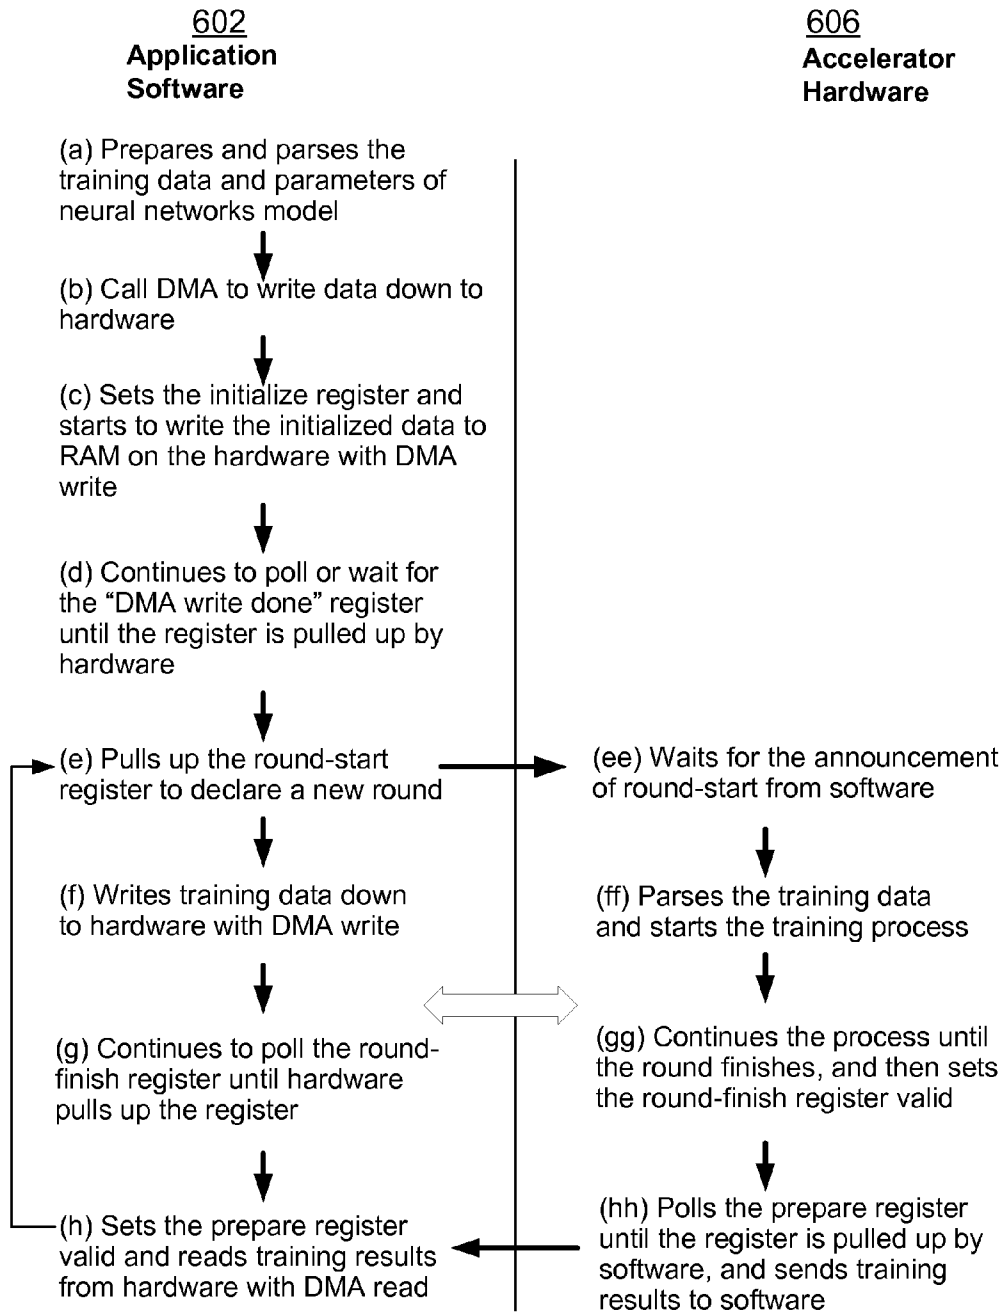 602
Application
Software
(a) Prepares and parses the
training data and parameters of
neural networks model
(b) Call DMA to write data down to
hardware
(c) Sets the initialize register and
starts to write the initialized data to
RAM on the hardware with DMA
write
(d) Continues to poll or wait for
the “DMA write done” register
until the register is pulled up by
hardware
(e) Pulls up the round-start
register to declare a new round
(f) Writes training data down
to hardware with DMA write
(g) Continues to poll the round-
finish register until hardware
pulls up the register
(h) Sets the prepare register
valid and reads training results
from hardware with DMA read
606
Accelerator
Hardware
(ee) Waits for the announcement
of round-start from software
(ff) Parses the training data
and starts the training process
(gg) Continues the process until
the round finishes, and then sets
the round-finish register valid
(hh) Polls the prepare register
until the register is pulled up by
software, and sends training
results to software